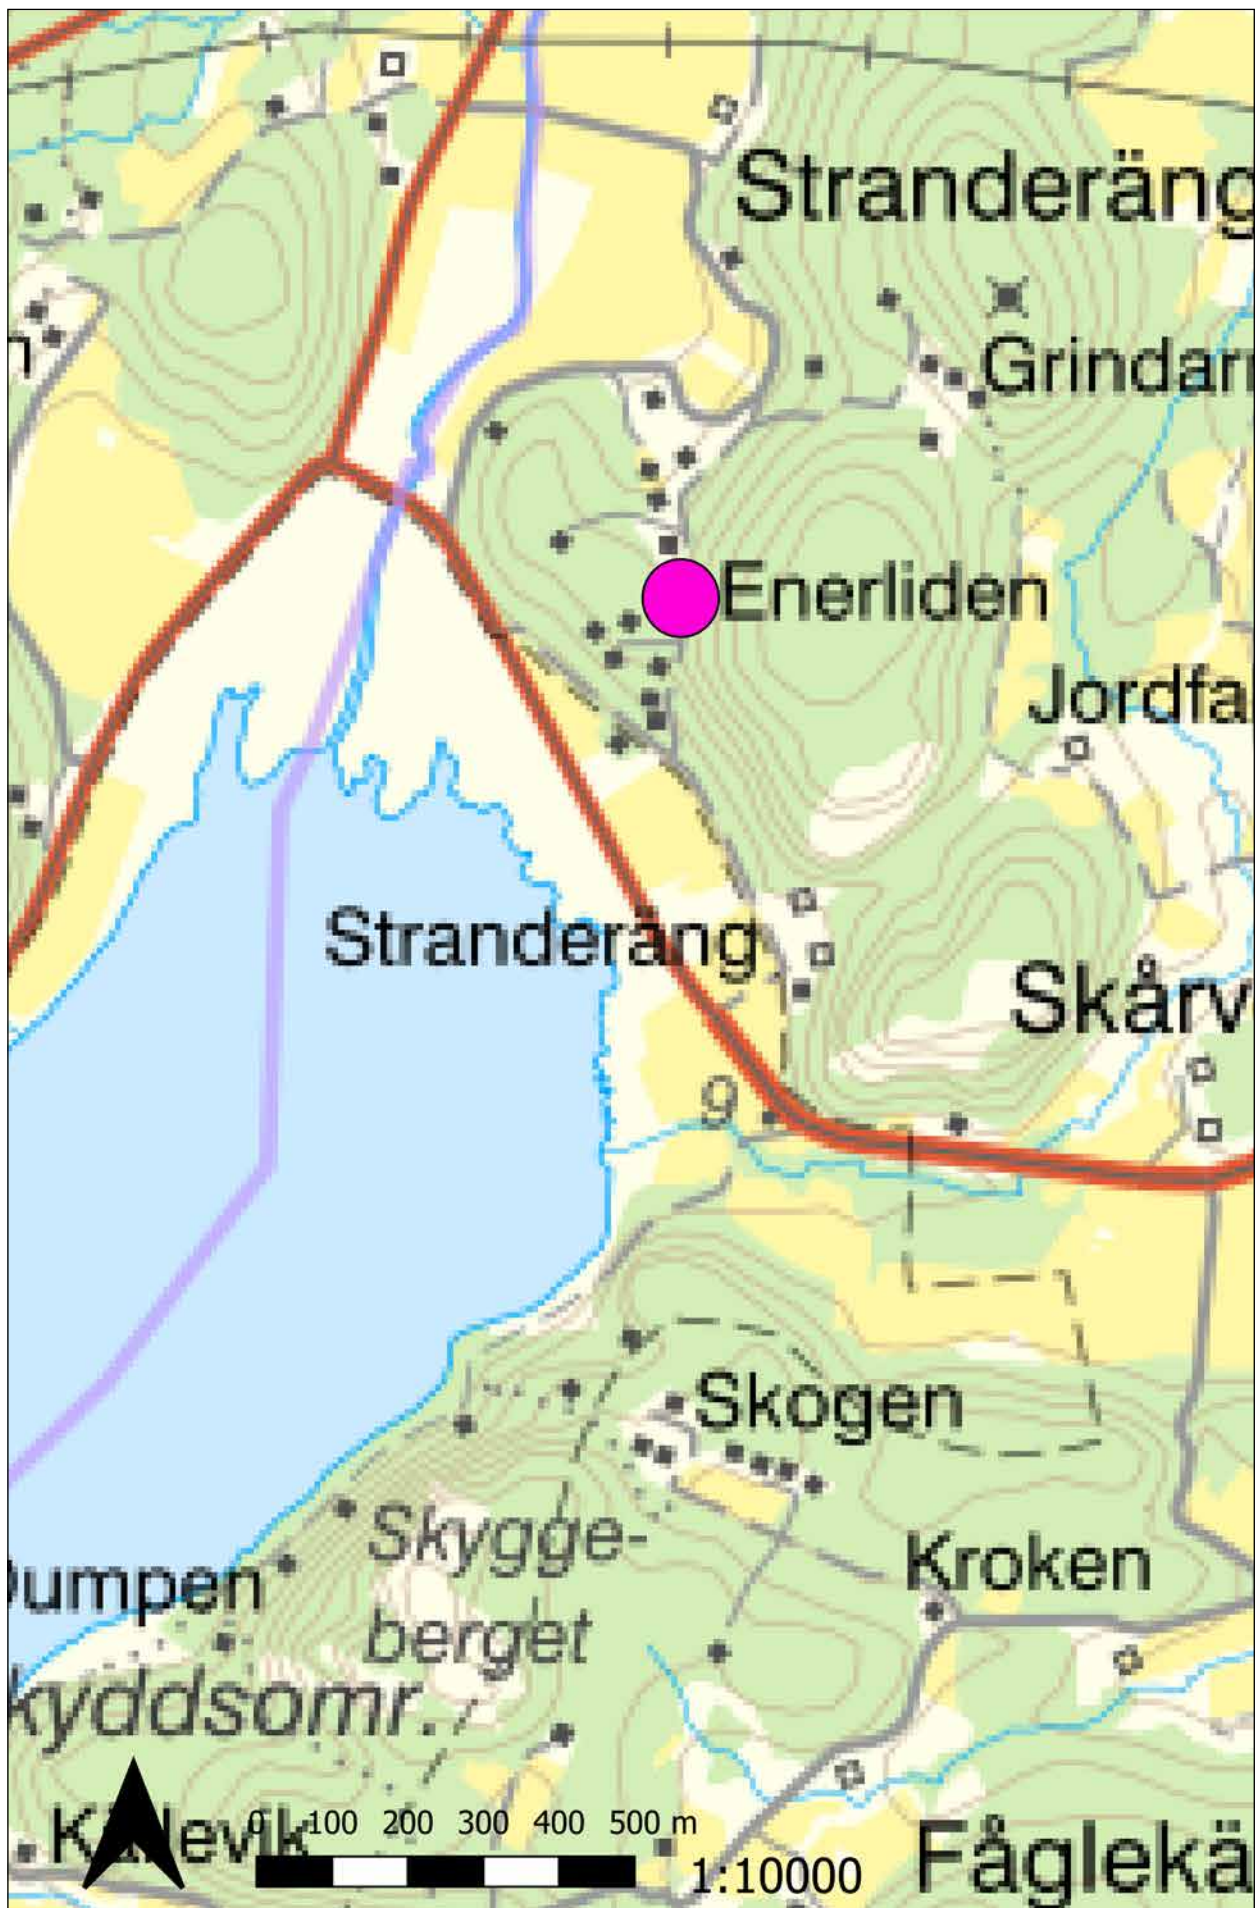 Stranderäng
Grindar
Enerliden
Jordfa
Stranderäng
Skårv
9
Skogen
Skygge-
berget
Kroken
umpen
kyddsomr.
0 100 200 300 400 500 m
1:10000
Fåglekä